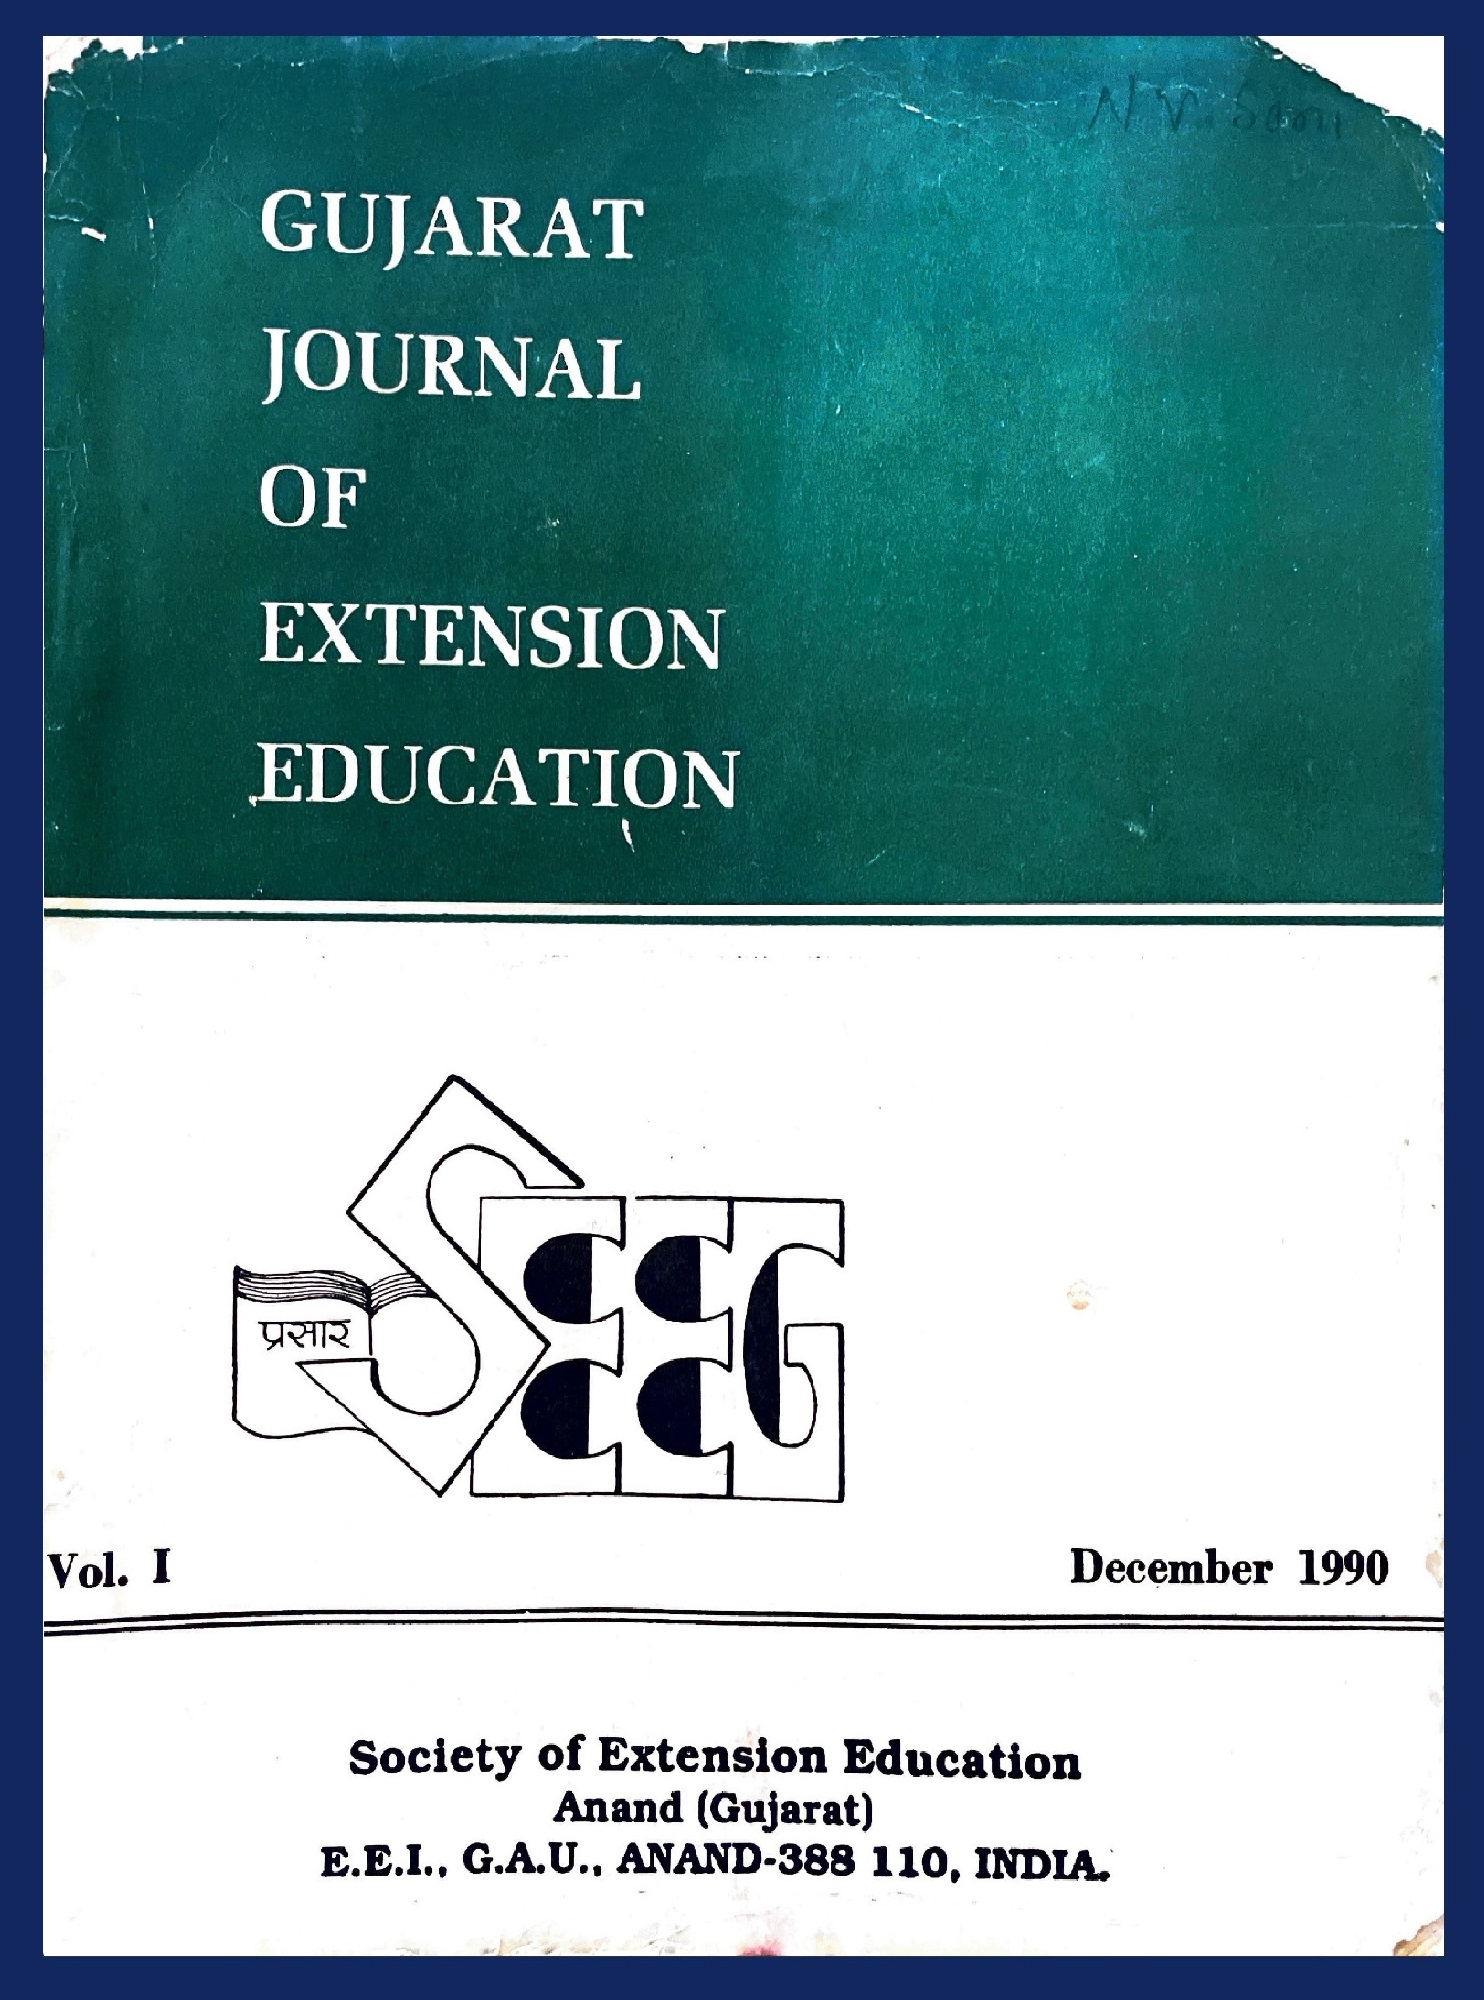 N.V. Soni
GUJARAT
JOURNAL
OF
EXTENSION
EDUCATION
SEEG
प्रसार
Vol. I
December 1990
Society of Extension Education
Anand (Gujarat)
E.E.I., G.A.U., ANAND-388 110, INDIA.